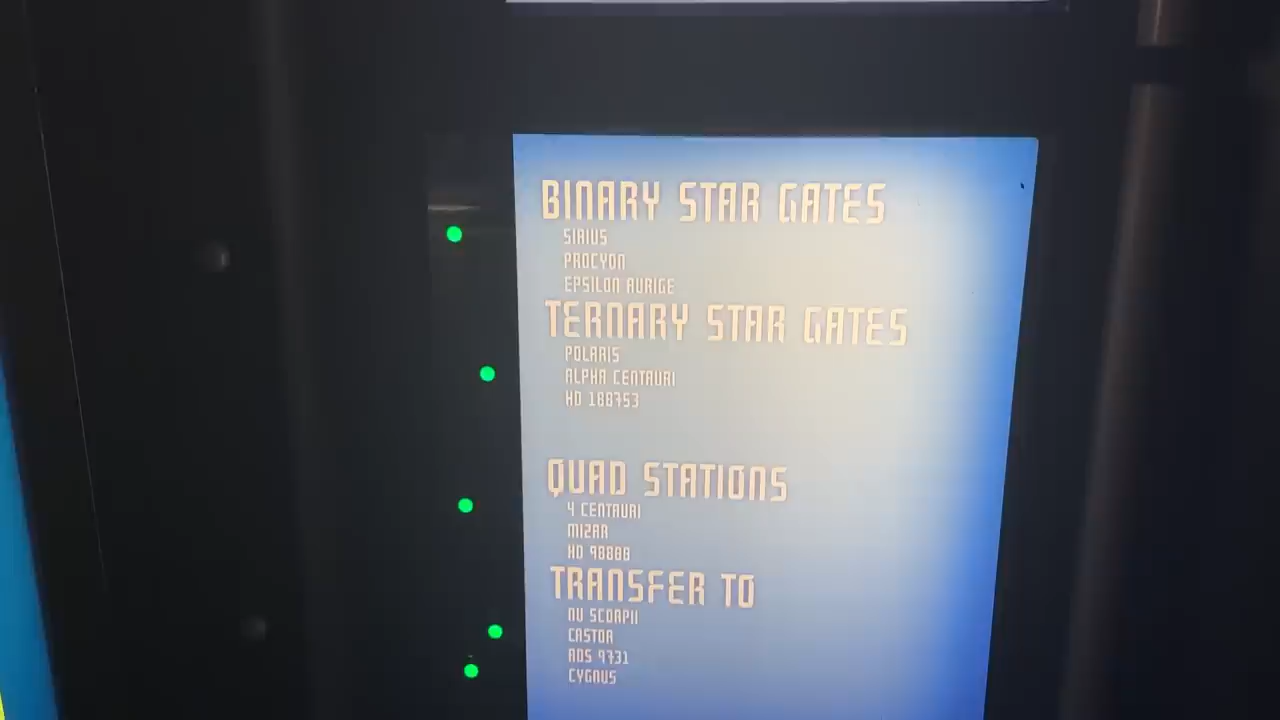 BINARY STAR GATES
SIRIUS
PROCYON
EPSILON AURIGE
TERNARY STAR GATES
POLARIS
ALPHA CENTAURI
HD 188753
QUAD STATIONS
4 CENTAURI
MIZAR
HD 98888
TRANSFER TO
NU SCORPII
CASTOR
ADS 9731
CYGNUS